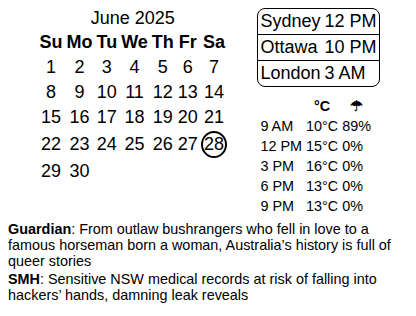 June 2025
Su Mo Tu We Th Fr Sa
1 2 3 4 5 6 7
8 9 10 11 12 13 14
15 16 17 18 19 20 21
22 23 24 25 26 27 28
29 30
Sydney 12 PM
Ottawa 10 PM
London 3 AM
°C ☂
9 AM 10°C 89%
12 PM 15°C 0%
3 PM 16°C 0%
6 PM 13°C 0%
9 PM 13°C 0%
Guardian: From outlaw bushrangers who fell in love to a
famous horseman born a woman, Australia’s history is full of
queer stories
SMH: Sensitive NSW medical records at risk of falling into
hackers’ hands, damning leak reveals